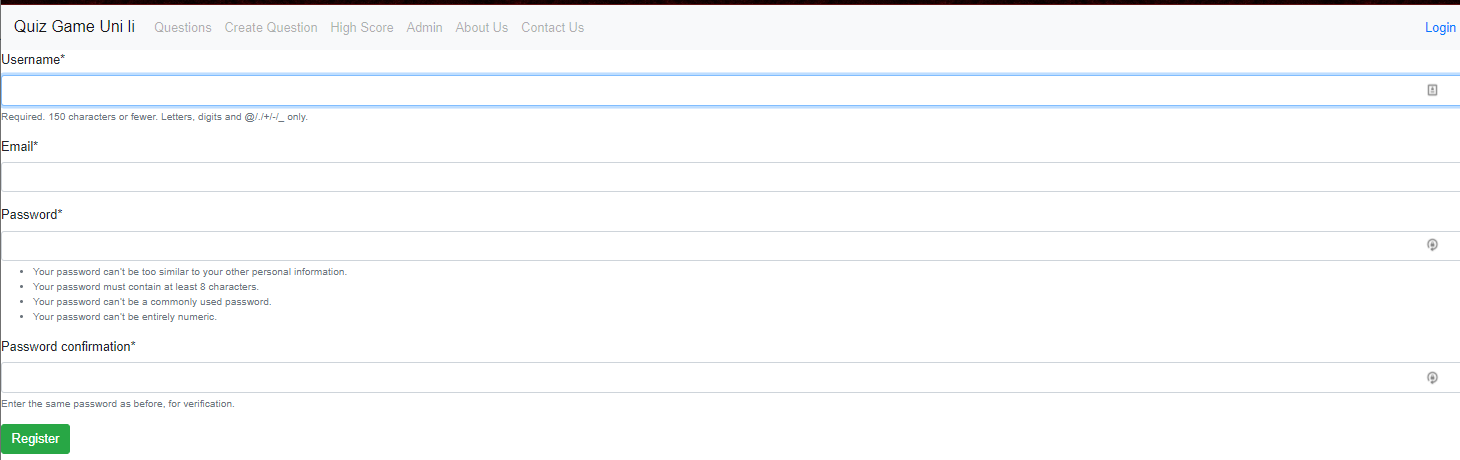 Quiz Game Uni Ii Questions Create Question High Score Admin About Us Contact Us Login
Username*
Required. 150 characters or fewer. Letters, digits and @/./+/-/_ only.
Email*
Password*
Your password can't be too similar to your other personal information.
Your password must contain at least 8 characters.
Your password can't be a commonly used password.
Your password can't be entirely numeric.
Password confirmation*
Enter the same password as before, for verification.
Register